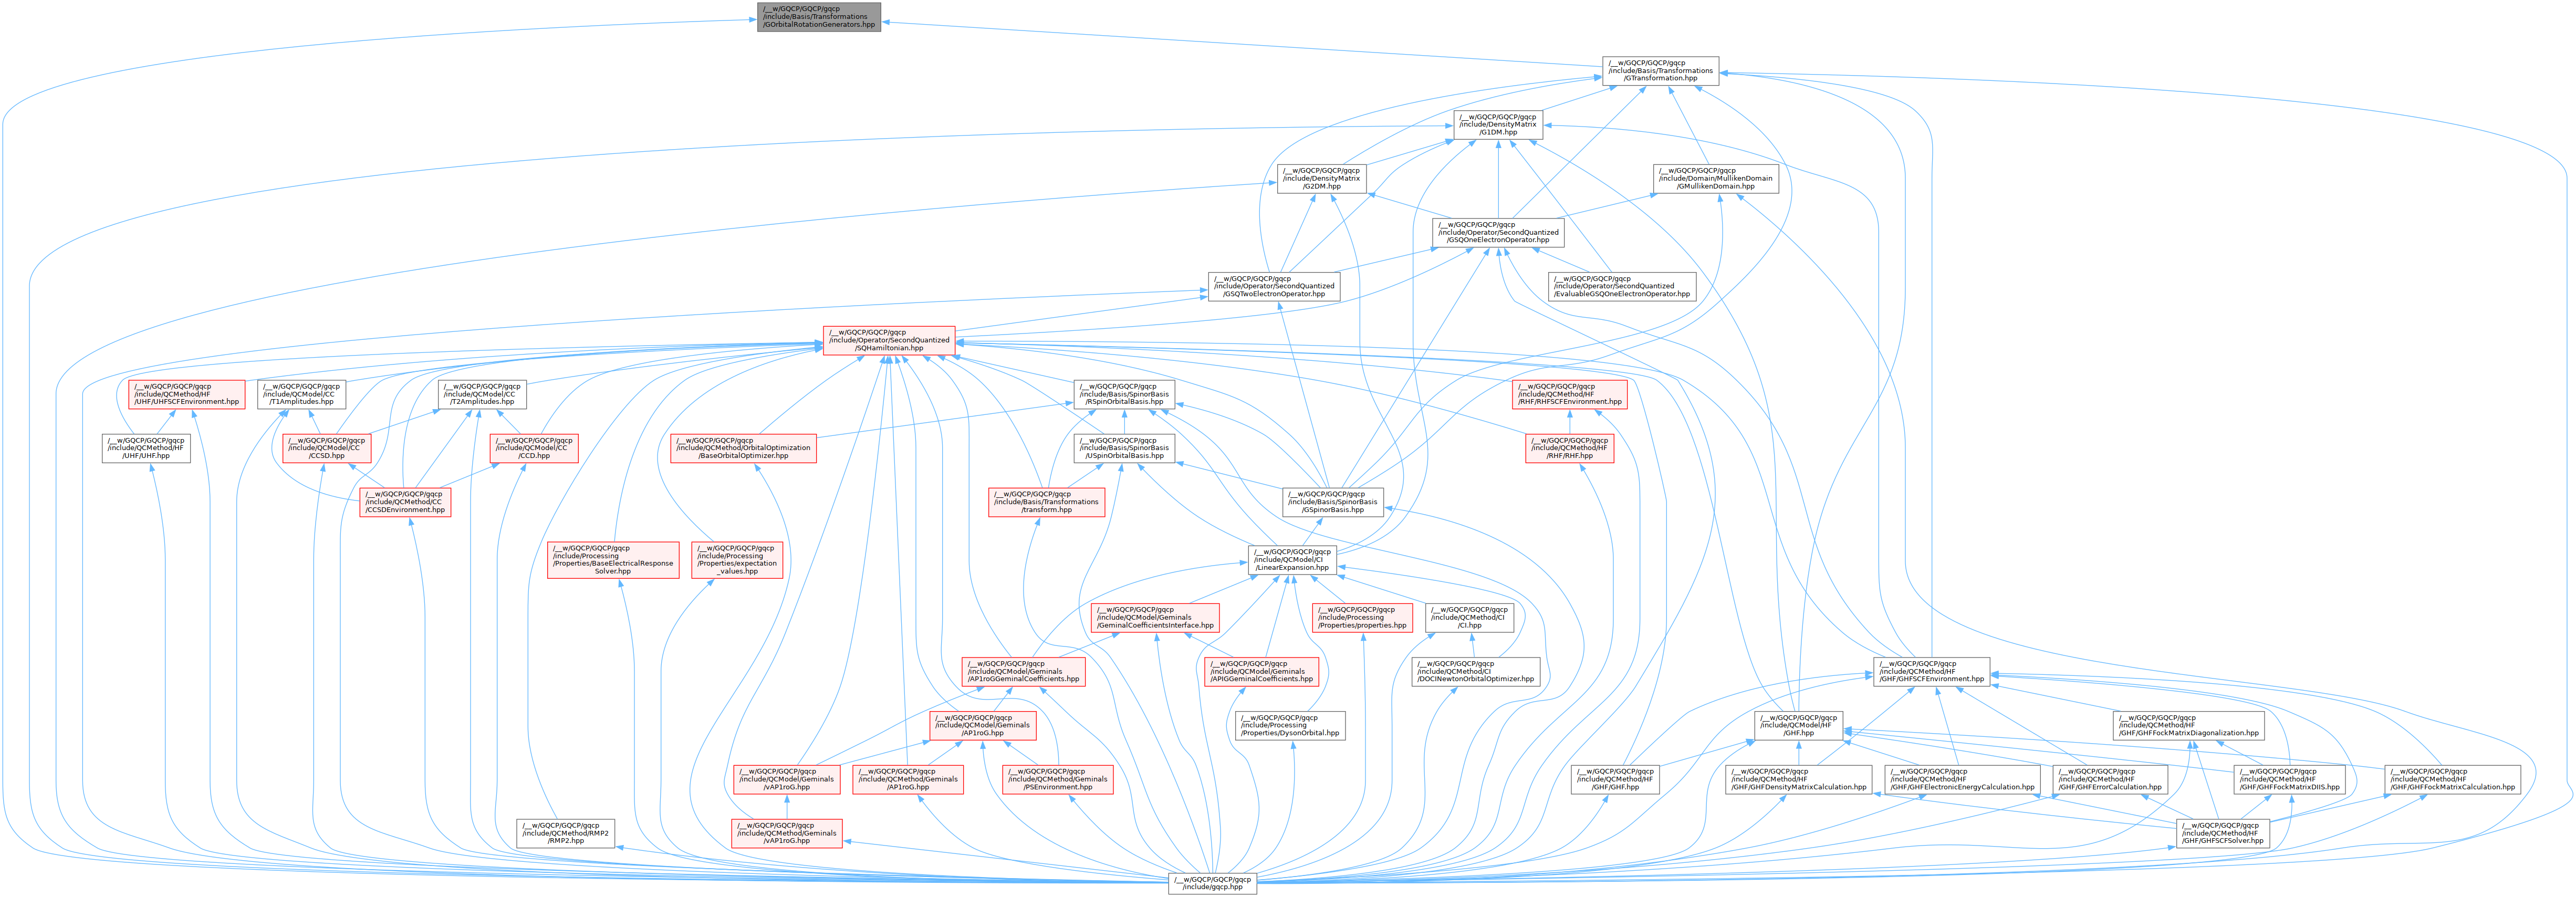 /__w/GQCP/GQCP/gqcp
/include/Basis/Transformations
/GOrbitalRotationGenerators.hpp
/__w/GQCP/GQCP/gqcp
/include/Basis/Transformations
/GTransformation.hpp
/__w/GQCP/GQCP/gqcp
/include/DensityMatrix
/G1DM.hpp
/__w/GQCP/GQCP/gqcp
/include/DensityMatrix
/G2DM.hpp
/__w/GQCP/GQCP/gqcp
/include/Domain/MullikenDomain
/GMullikenDomain.hpp
/__w/GQCP/GQCP/gqcp
/include/Operator/SecondQuantized
/GSQOneElectronOperator.hpp
/__w/GQCP/GQCP/gqcp
/include/Operator/SecondQuantized
/GSQTwoElectronOperator.hpp
/__w/GQCP/GQCP/gqcp
/include/Operator/SecondQuantized
/EvaluableGSQOneElectronOperator.hpp
/__w/GQCP/GQCP/gqcp
/include/Operator/SecondQuantized
/SQHamiltonian.hpp
/__w/GQCP/GQCP/gqcp
/include/QCMethod/HF
/UHF/UHFSCFEnvironment.hpp
/__w/GQCP/GQCP/gqcp
/include/QCModel/CC
/T1Amplitudes.hpp
/__w/GQCP/GQCP/gqcp
/include/QCModel/CC
/T2Amplitudes.hpp
/__w/GQCP/GQCP/gqcp
/include/Basis/SpinorBasis
/RSpinOrbitalBasis.hpp
/__w/GQCP/GQCP/gqcp
/include/QCMethod/HF
/RHF/RHFSCFEnvironment.hpp
/__w/GQCP/GQCP/gqcp
/include/QCMethod/HF
/UHF/UHF.hpp
/__w/GQCP/GQCP/gqcp
/include/QCModel/CC
/CCSD.hpp
/__w/GQCP/GQCP/gqcp
/include/QCModel/CC
/CCD.hpp
/__w/GQCP/GQCP/gqcp
/include/QCMethod/OrbitalOptimization
/BaseOrbitalOptimizer.hpp
/__w/GQCP/GQCP/gqcp
/include/Basis/SpinorBasis
/USpinOrbitalBasis.hpp
/__w/GQCP/GQCP/gqcp
/include/QCMethod/HF
/RHF/RHF.hpp
/__w/GQCP/GQCP/gqcp
/include/QCMethod/CC
/CCSDEnvironment.hpp
/__w/GQCP/GQCP/gqcp
/include/Basis/Transformations
/transform.hpp
/__w/GQCP/GQCP/gqcp
/include/Basis/SpinorBasis
/GSpinorBasis.hpp
/__w/GQCP/GQCP/gqcp
/include/Processing
/Properties/BaseElectricalResponse
Solver.hpp
/__w/GQCP/GQCP/gqcp
/include/Processing
/Properties/expectation
_values.hpp
/__w/GQCP/GQCP/gqcp
/include/QCModel/CI
/LinearExpansion.hpp
/__w/GQCP/GQCP/gqcp
/include/QCModel/Geminals
/GeminalCoefficientsInterface.hpp
/__w/GQCP/GQCP/gqcp
/include/Processing
/Properties/properties.hpp
/__w/GQCP/GQCP/gqcp
/include/QCMethod/CI
/CI.hpp
/__w/GQCP/GQCP/gqcp
/include/QCModel/Geminals
/AP1roGGeminalCoefficients.hpp
/__w/GQCP/GQCP/gqcp
/include/QCModel/Geminals
/APIGGeminalCoefficients.hpp
/__w/GQCP/GQCP/gqcp
/include/QCMethod/CI
/DOCINewtonOrbitalOptimizer.hpp
/__w/GQCP/GQCP/gqcp
/include/QCMethod/HF
/GHF/GHFSCFEnvironment.hpp
/__w/GQCP/GQCP/gqcp
/include/QCModel/Geminals
/AP1roG.hpp
/__w/GQCP/GQCP/gqcp
/include/Processing
/Properties/DysonOrbital.hpp
/__w/GQCP/GQCP/gqcp
/include/QCModel/HF
/GHF.hpp
/__w/GQCP/GQCP/gqcp
/include/QCMethod/HF
/GHF/GHFFockMatrixDiagonalization.hpp
/__w/GQCP/GQCP/gqcp
/include/QCModel/Geminals
/vAP1roG.hpp
/__w/GQCP/GQCP/gqcp
/include/QCMethod/Geminals
/AP1roG.hpp
/__w/GQCP/GQCP/gqcp
/include/QCMethod/Geminals
/PSEnvironment.hpp
/__w/GQCP/GQCP/gqcp
/include/QCMethod/HF
/GHF/GHF.hpp
/__w/GQCP/GQCP/gqcp
/include/QCMethod/HF
/GHF/GHFDensityMatrixCalculation.hpp
/__w/GQCP/GQCP/gqcp
/include/QCMethod/HF
/GHF/GHFElectronicEnergyCalculation.hpp
/__w/GQCP/GQCP/gqcp
/include/QCMethod/HF
/GHF/GHFErrorCalculation.hpp
/__w/GQCP/GQCP/gqcp
/include/QCMethod/HF
/GHF/GHFFockMatrixDIIS.hpp
/__w/GQCP/GQCP/gqcp
/include/QCMethod/HF
/GHF/GHFFockMatrixCalculation.hpp
/__w/GQCP/GQCP/gqcp
/include/QCMethod/RMP2
/RMP2.hpp
/__w/GQCP/GQCP/gqcp
/include/QCMethod/Geminals
/vAP1roG.hpp
/__w/GQCP/GQCP/gqcp
/include/QCMethod/HF
/GHF/GHFSCFSolver.hpp
/__w/GQCP/GQCP/gqcp
/include/gqcp.hpp